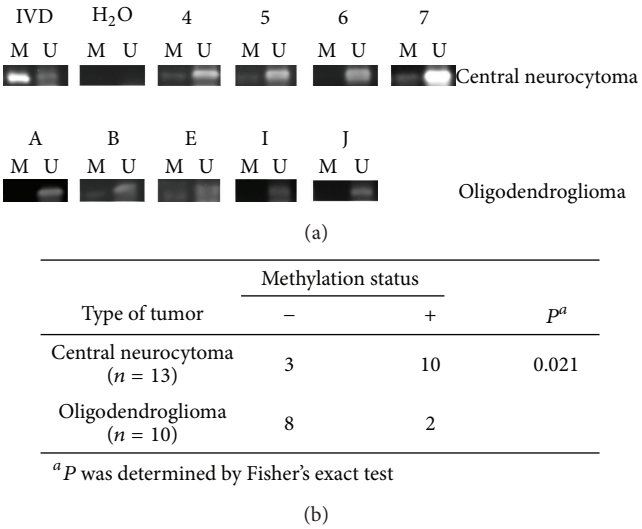 IVD H₂O 4 5 6 7
M U M U M U M U M U M U
Central neurocytoma
A B E I J
M U M U M U M U M U
Oligodendroglioma
(a)
Methylation status
Type of tumor − + Pᵃ
Central neurocytoma
(n = 13) 3 10 0.021
Oligodendroglioma
(n = 10) 8 2
ᵃP was determined by Fisher's exact test
(b)